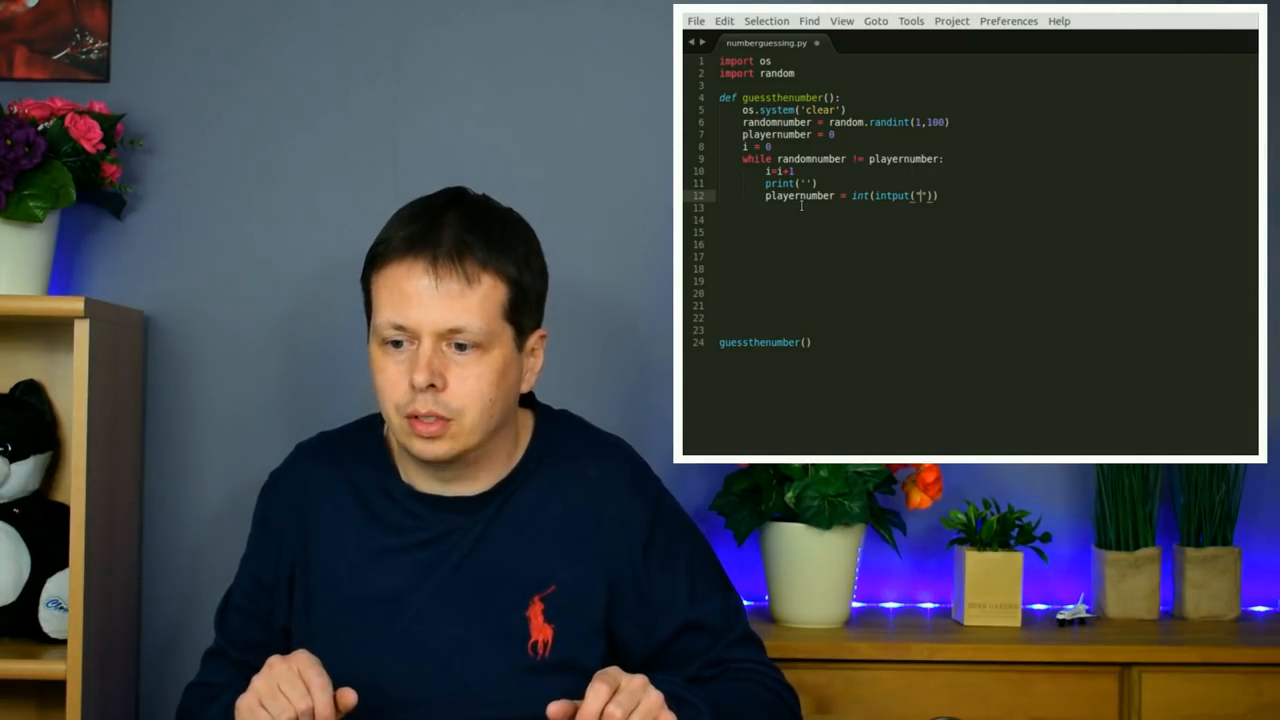 File Edit Selection Find View Goto Tools Project Preferences Help
numberguessing.py
1 import os
2 import random
3
4 def guessthenumber():
5 os.system('clear')
6 randomnumber = random.randint(1,100)
7 playernumber = 0
8 i = 0
9 while randomnumber != playernumber:
10 i=i+1
11 print('')
12 playernumber = int(intput(""))
13
14
15
16
17
18
19
20
21
22
23
24 guessthenumber()